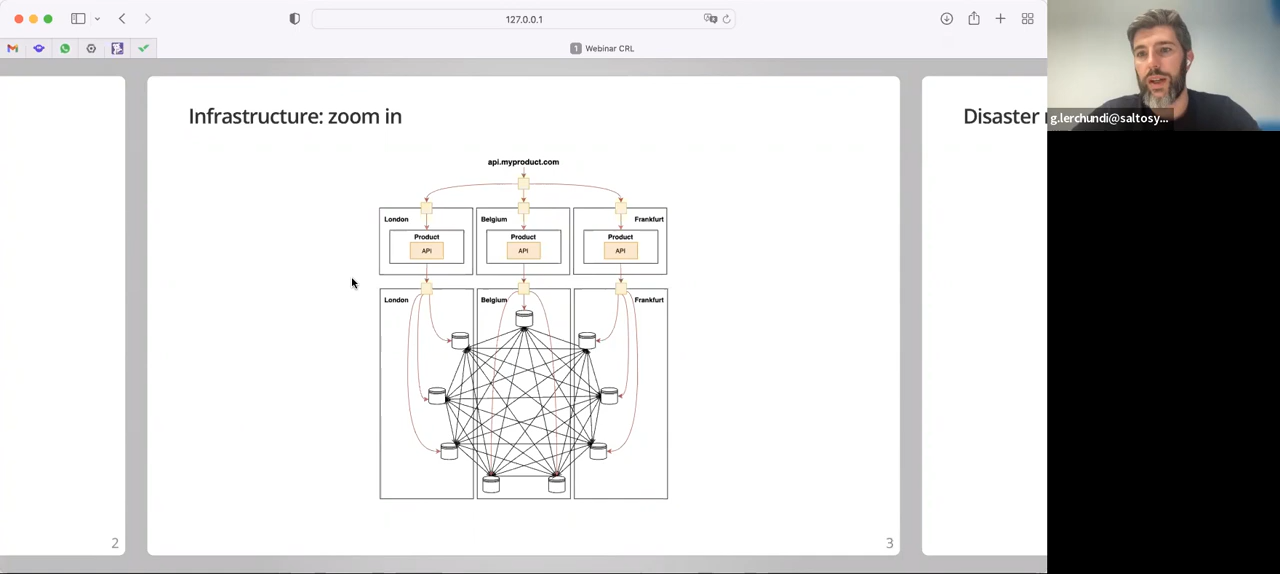 127.0.0.1
1 Webinar CRL
Infrastructure: zoom in
Disaster
g.lerchundi@saltosy...
api.myproduct.com
London
Belgium
Frankfurt
Product
Product
Product
API
API
API
London
Belgium
Frankfurt
2
3